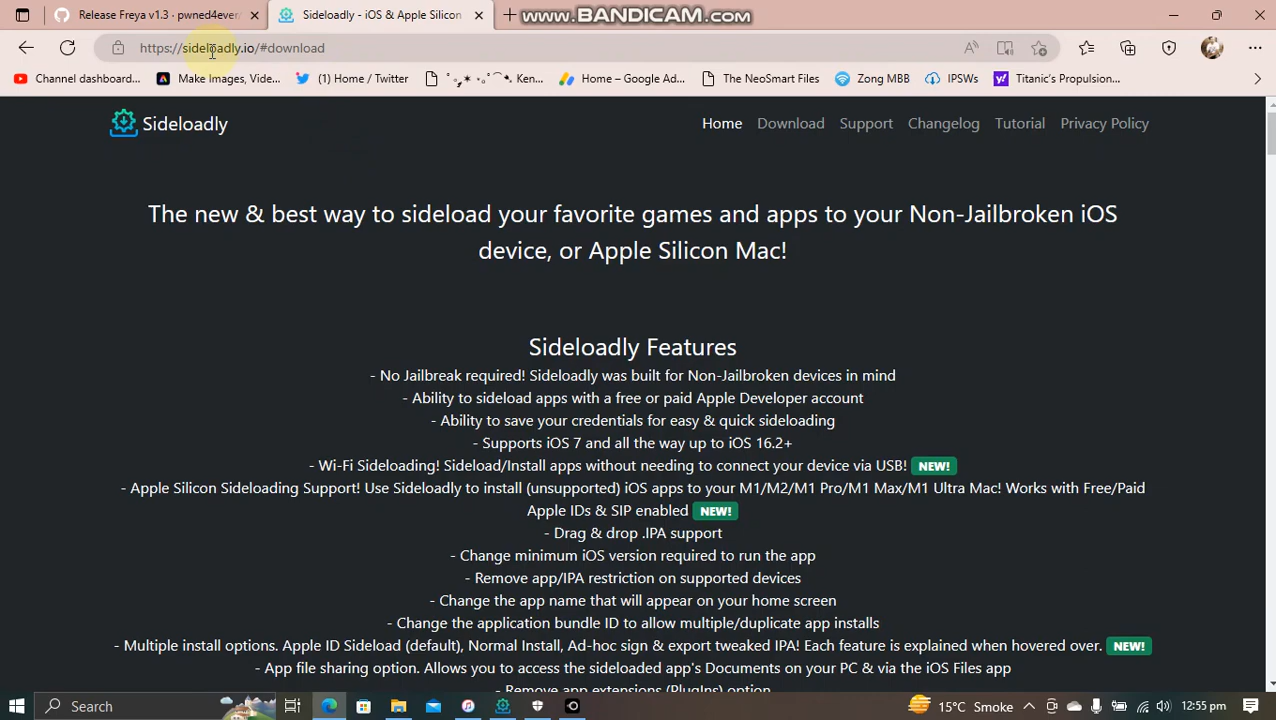 Release Freya v1.3 · pwned4ever/
Sideloadly - iOS & Apple Silicon
www.BANDICAM.com
https://sideloadly.io/#download
Channel dashboard...
Make Images, Vide...
(1) Home / Twitter
Ken...
Home – Google Ad...
The NeoSmart Files
Zong MBB
IPSWs
Titanic's Propulsion...
Sideloadly
Home
Download
Support
Changelog
Tutorial
Privacy Policy
The new & best way to sideload your favorite games and apps to your Non-Jailbroken iOS
device, or Apple Silicon Mac!
Sideloadly Features
- No Jailbreak required! Sideloadly was built for Non-Jailbroken devices in mind
- Ability to sideload apps with a free or paid Apple Developer account
- Ability to save your credentials for easy & quick sideloading
- Supports iOS 7 and all the way up to iOS 16.2+
- Wi-Fi Sideloading! Sideload/Install apps without needing to connect your device via USB! NEW!
- Apple Silicon Sideloading Support! Use Sideloadly to install (unsupported) iOS apps to your M1/M2/M1 Pro/M1 Max/M1 Ultra Mac! Works with Free/Paid
Apple IDs & SIP enabled NEW!
- Drag & drop .IPA support
- Change minimum iOS version required to run the app
- Remove app/IPA restriction on supported devices
- Change the app name that will appear on your home screen
- Change the application bundle ID to allow multiple/duplicate app installs
- Multiple install options. Apple ID Sideload (default), Normal Install, Ad-hoc sign & export tweaked IPA! Each feature is explained when hovered over. NEW!
- App file sharing option. Allows you to access the sideloaded app's Documents on your PC & via the iOS Files app
- Remove app extensions (PlugIns) option
Search
15°C Smoke
12:55 pm